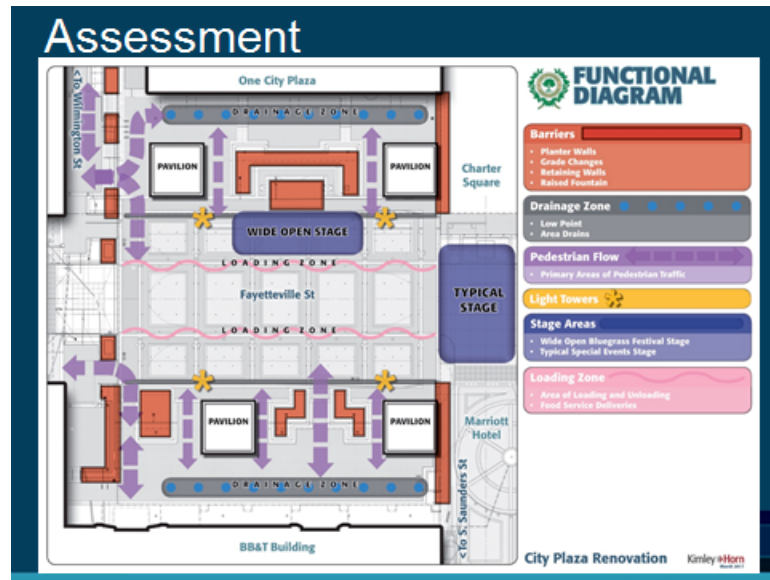 Assessment
<To Wilmington St
One City Plaza
DRAINAGE ZONE
PAVILION
PAVILION
Charter
Square
WIDE OPEN STAGE
LOADING ZONE
Fayetteville St
TYPICAL
STAGE
LOADING ZONE
PAVILION
PAVILION
Marriott
Hotel
DRAINAGE ZONE
<To S. Saunders St
BB&T Building
FUNCTIONAL
DIAGRAM
Barriers
• Planter Walls
• Grade Changes
• Retaining Walls
• Raised Fountain
Drainage Zone
• Low Point
• Area Drains
Pedestrian Flow
• Primary Areas of Pedestrian Traffic
Light Towers
Stage Areas
• Wide Open Bluegrass Festival Stage
• Typical Special Events Stage
Loading Zone
• Area of Loading and Unloading
• Food Service Deliveries
City Plaza Renovation
Kimley»Horn
March 2017